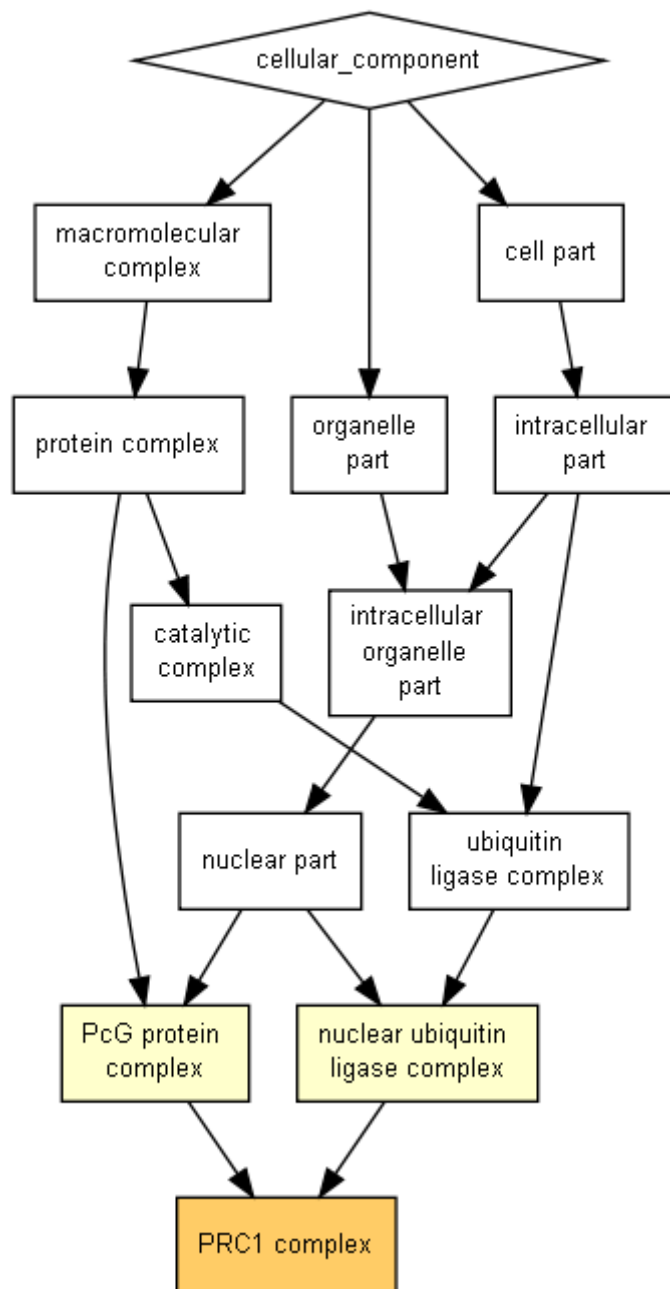 cellular_component
macromolecular
complex
cell part
protein complex
organelle
part
intracellular
part
catalytic
complex
intracellular
organelle
part
nuclear part
ubiquitin
ligase complex
PcG protein
complex
nuclear ubiquitin
ligase complex
PRC1 complex